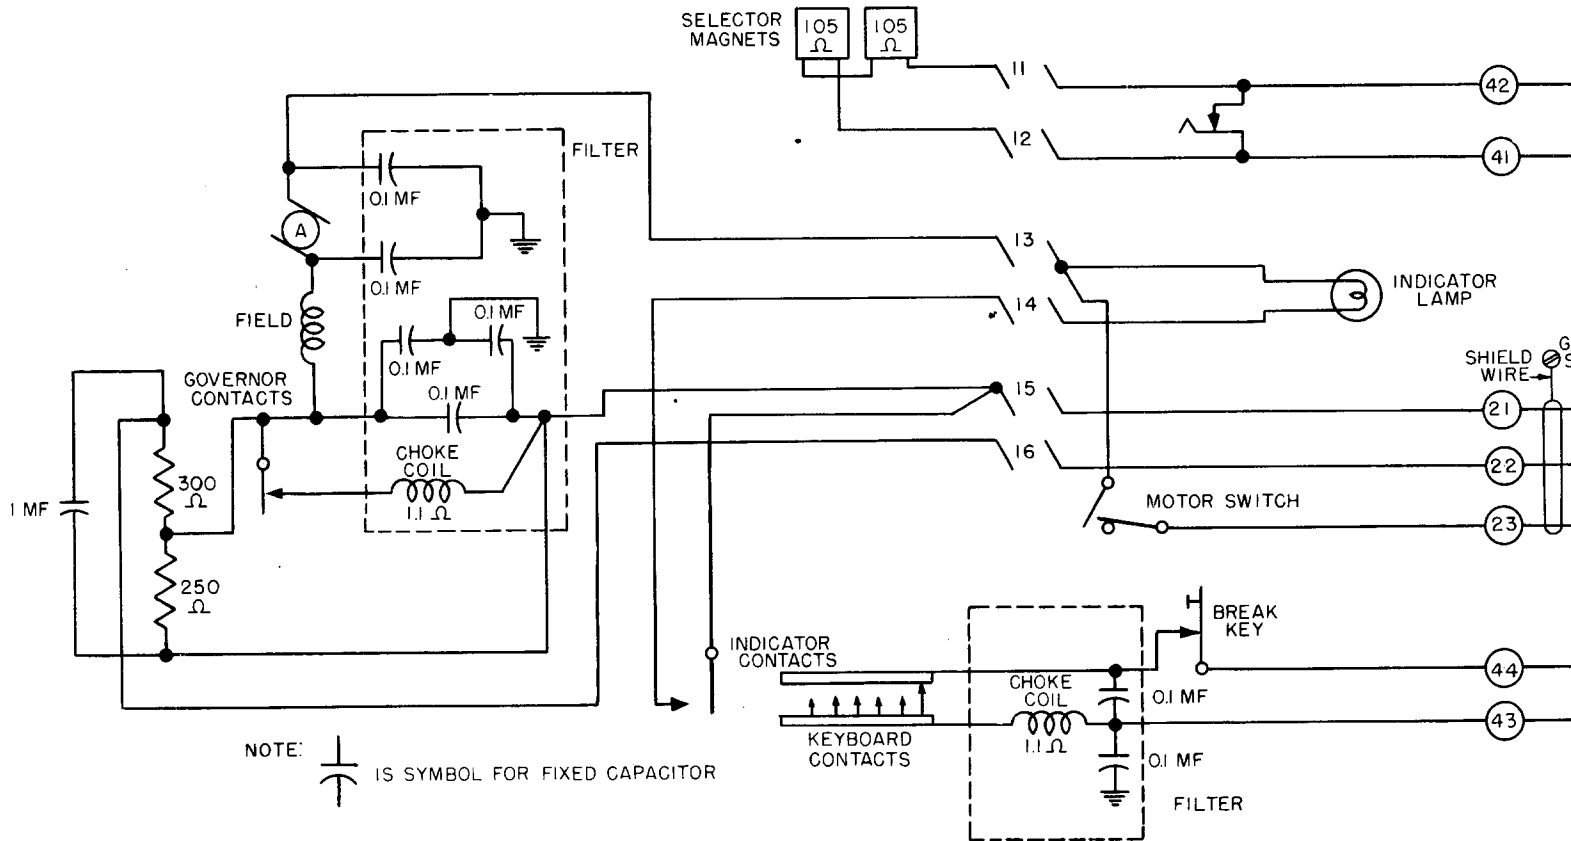 SELECTOR
MAGNETS
105
Ω
105
Ω
11
42
12
41
FILTER
0.1 MF
A
0.1 MF
13
INDICATOR
LAMP
14
FIELD
0.1 MF
0.1 MF
0.1 MF
GOVERNOR
CONTACTS
15
SHIELD
WIRE
G
S
21
CHOKE
COIL
1.1 Ω
16
22
300
Ω
1 MF
MOTOR SWITCH
23
250
Ω
BREAK
KEY
INDICATOR
CONTACTS
44
CHOKE
COIL
1.1 Ω
0.1 MF
43
KEYBOARD
CONTACTS
0.1 MF
FILTER
NOTE:
IS SYMBOL FOR FIXED CAPACITOR